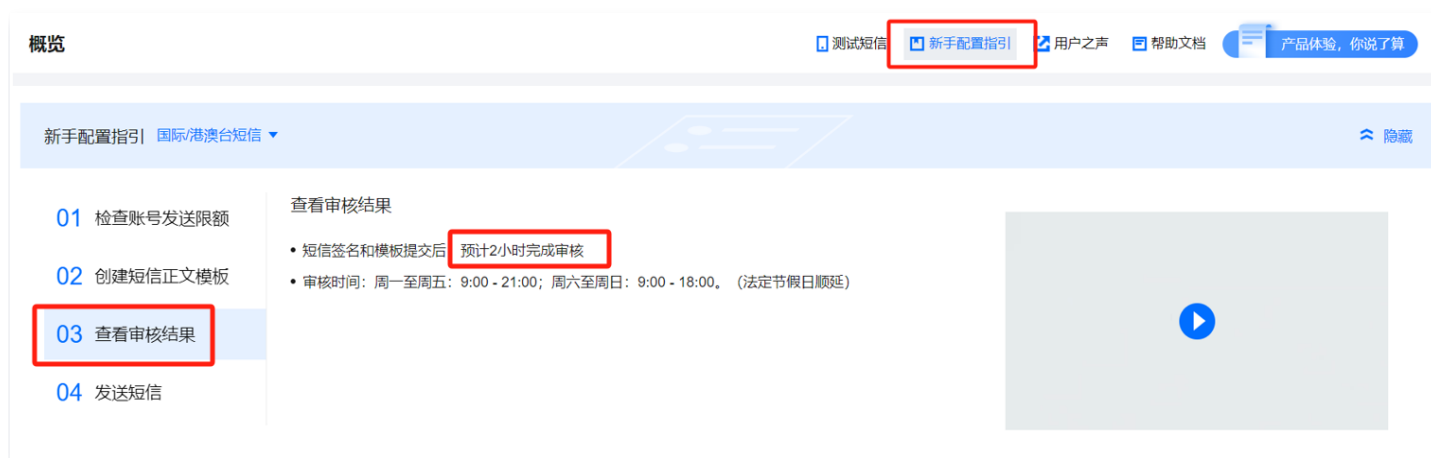 概览
测试短信 新手配置指引 用户之声 帮助文档 产品体验，你说了算
新手配置指引 国际/港澳台短信 隐藏
查看审核结果
01 检查账号发送限额
• 短信签名和模板提交后 预计2小时完成审核
02 创建短信正文模板
• 审核时间：周一至周五：9:00 - 21:00；周六至周日：9:00 - 18:00。（法定节假日顺延）
03 查看审核结果
04 发送短信